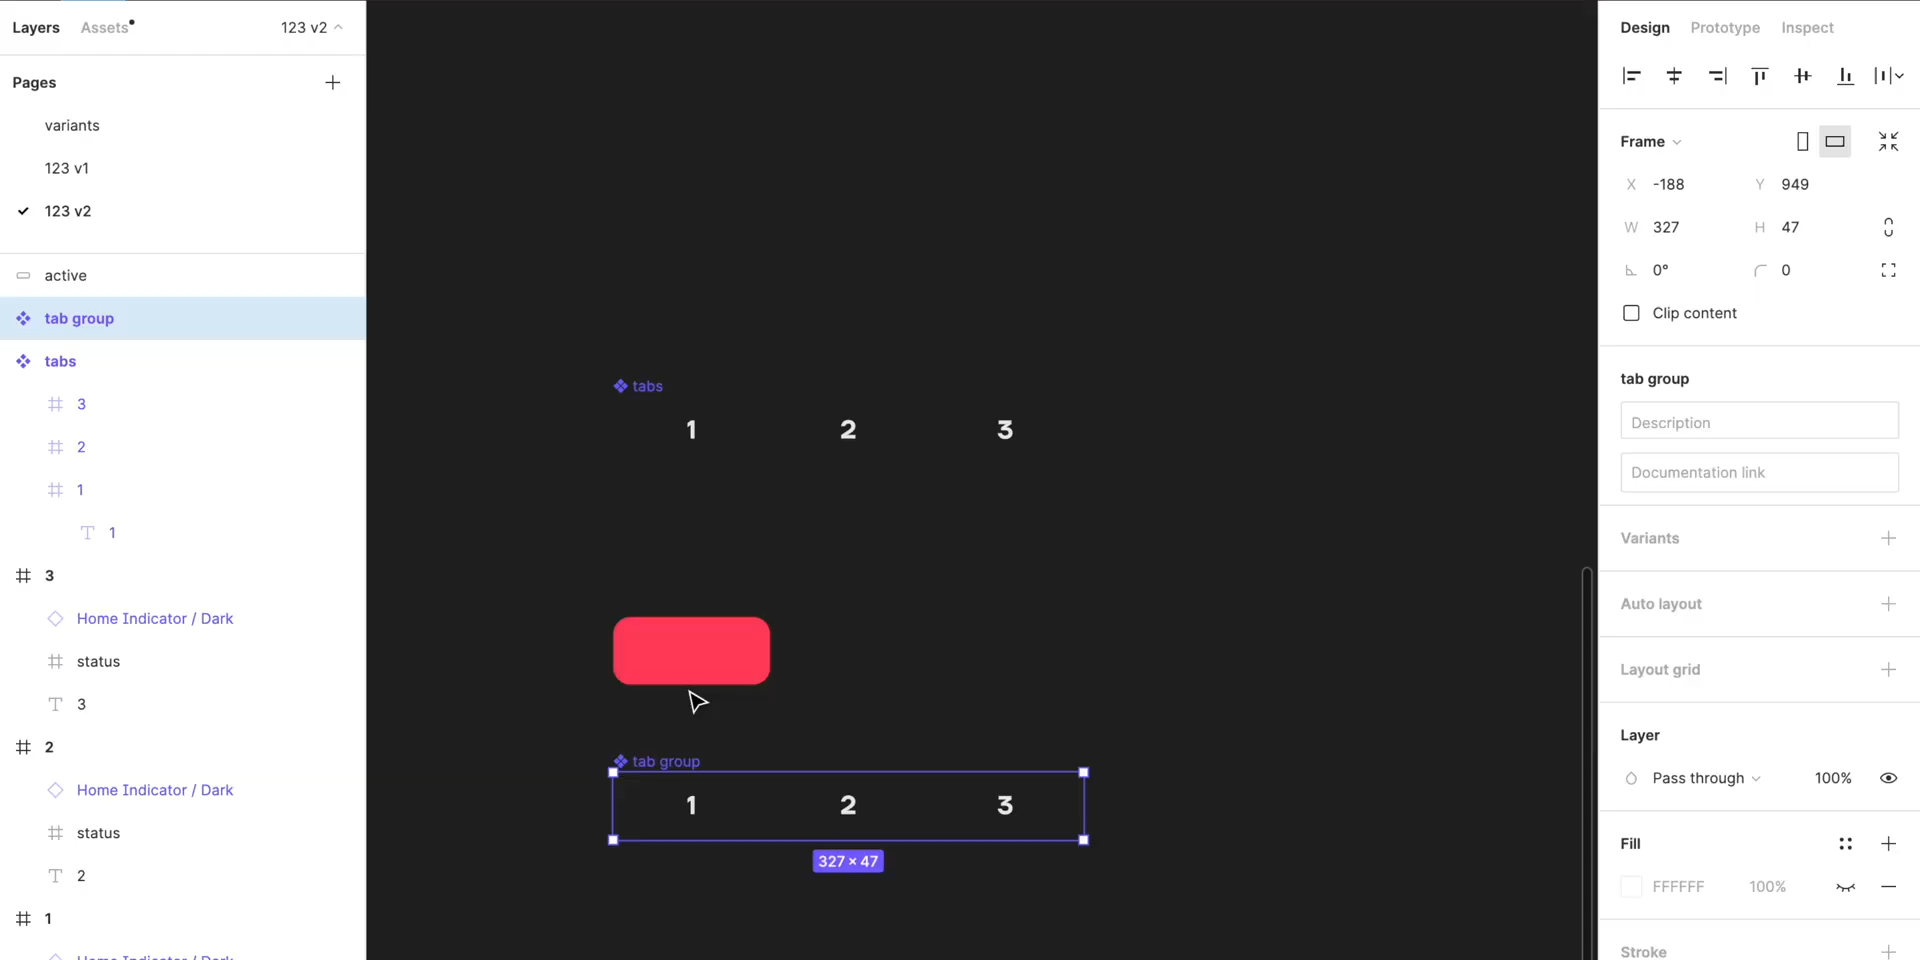 Layers
Assets
123 v2
Pages
variants
123 v1
123 v2
active
tab group
tabs
3
2
1
1
3
Home Indicator / Dark
status
3
2
Home Indicator / Dark
status
2
1
Home Indicator / Dark
tabs
1 2 3
tab group
1 2 3
327 × 47
Design
Prototype
Inspect
Frame
X -188 Y 949
W 327 H 47
0° 0
Clip content
tab group
Description
Documentation link
Variants
Auto layout
Layout grid
Layer
Pass through 100%
Fill
FFFFFF 100%
Stroke